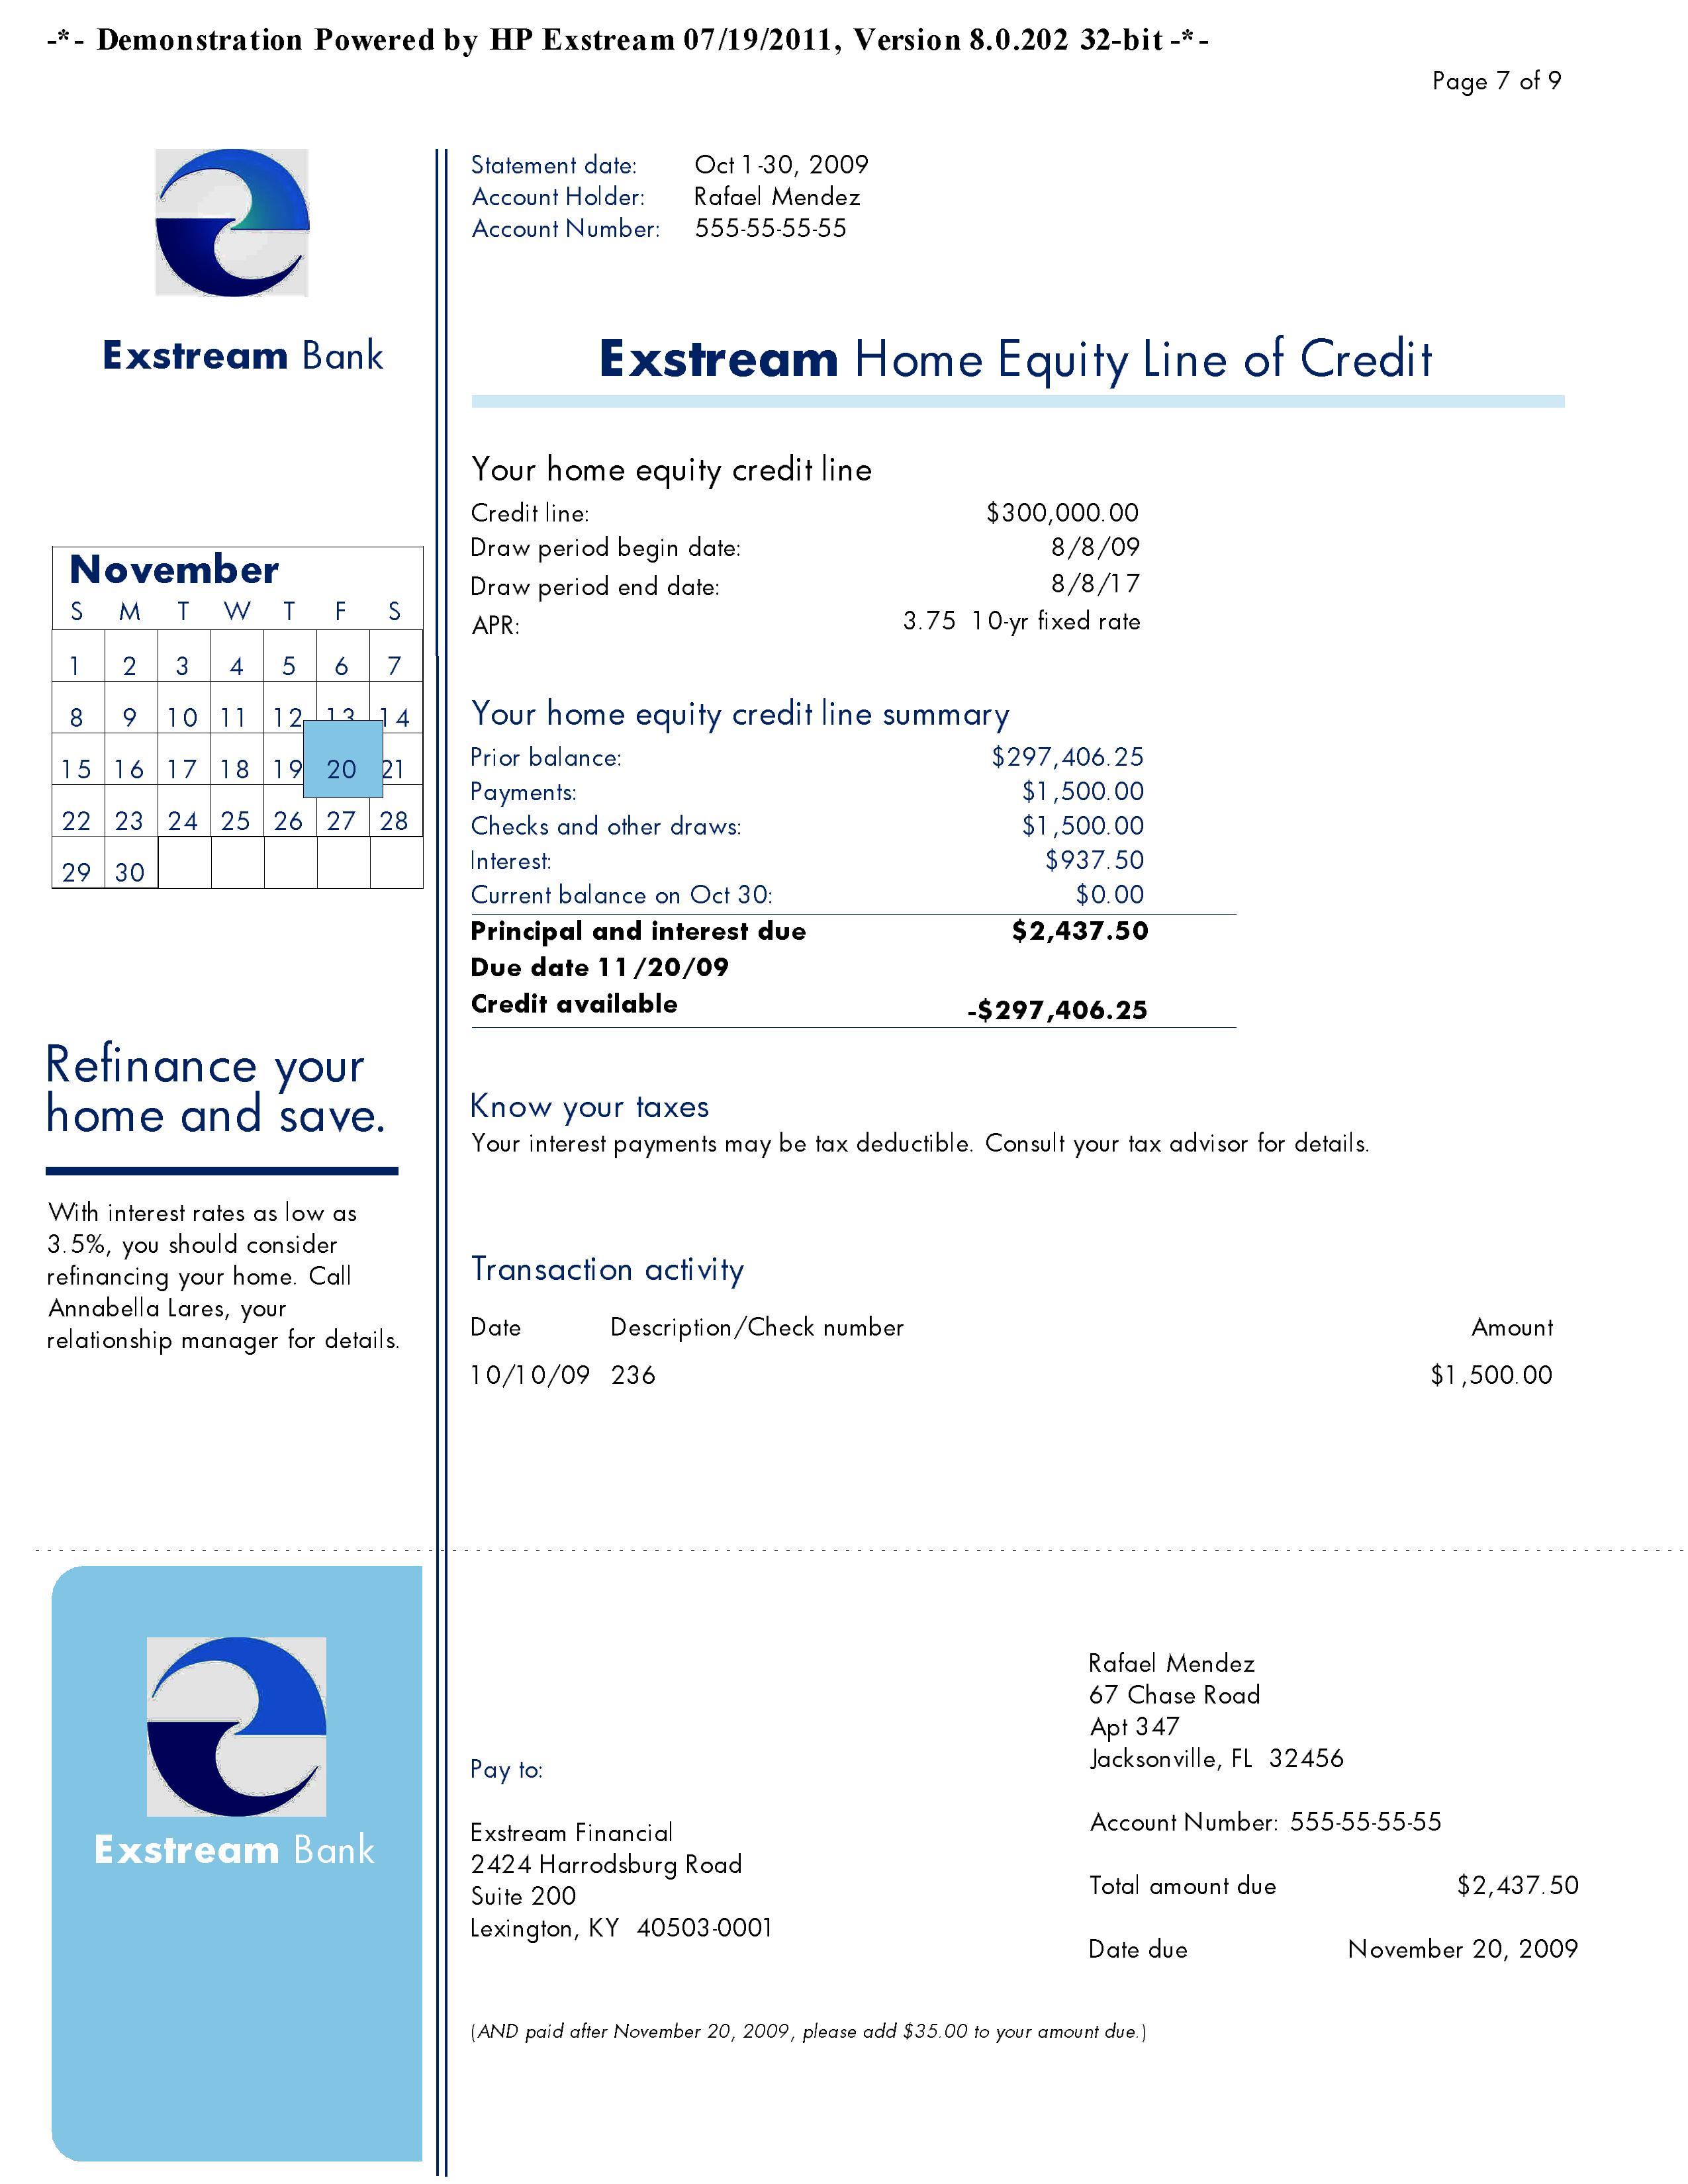 -*- Demonstration Powered by HP Exstream 07/19/2011, Version 8.0.202 32-bit -*-
Page 7 of 9
Statement date: Oct 1-30, 2009
Account Holder: Rafael Mendez
Account Number: 555-55-55-55
Exstream Bank
Exstream Home Equity Line of Credit
Your home equity credit line
Credit line: $300,000.00
Draw period begin date: 8/8/09
Draw period end date: 8/8/17
APR: 3.75 10-yr fixed rate
November
S M T W T F S
1 2 3 4 5 6 7
8 9 10 11 12 13 14
15 16 17 18 19 20 21
22 23 24 25 26 27 28
29 30
Your home equity credit line summary
Prior balance: $297,406.25
Payments: $1,500.00
Checks and other draws: $1,500.00
Interest: $937.50
Current balance on Oct 30: $0.00
Principal and interest due $2,437.50
Due date 11/20/09
Credit available -$297,406.25
Refinance your
home and save.
With interest rates as low as
3.5%, you should consider
refinancing your home. Call
Annabella Lares, your
relationship manager for details.
Know your taxes
Your interest payments may be tax deductible. Consult your tax advisor for details.
Transaction activity
Date Description/Check number Amount
10/10/09 236 $1,500.00
Exstream Bank
Pay to:
Exstream Financial
2424 Harrodsburg Road
Suite 200
Lexington, KY 40503-0001
Rafael Mendez
67 Chase Road
Apt 347
Jacksonville, FL 32456
Account Number: 555-55-55-55
Total amount due $2,437.50
Date due November 20, 2009
(AND paid after November 20, 2009, please add $35.00 to your amount due.)